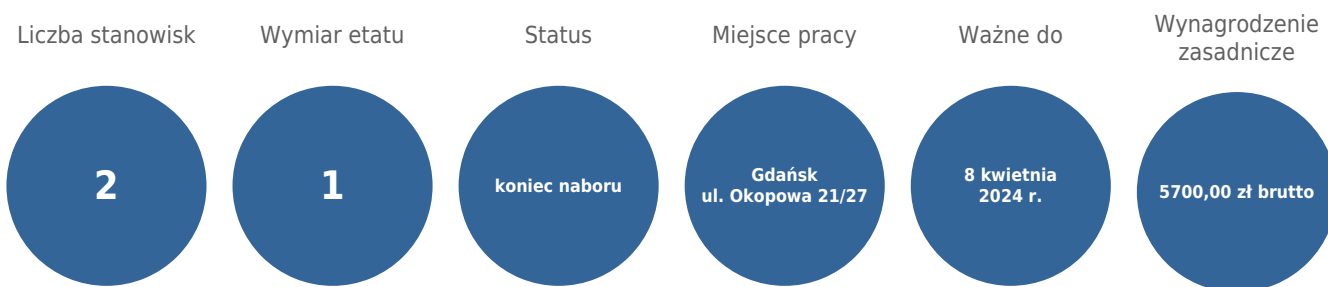 Liczba stanowisk
2
Wymiar etatu
1
Status
koniec naboru
Miejsce pracy
Gdańsk
ul. Okopowa 21/27
Ważne do
8 kwietnia
2024 r.
Wynagrodzenie
zasadnicze
5700,00 zł brutto